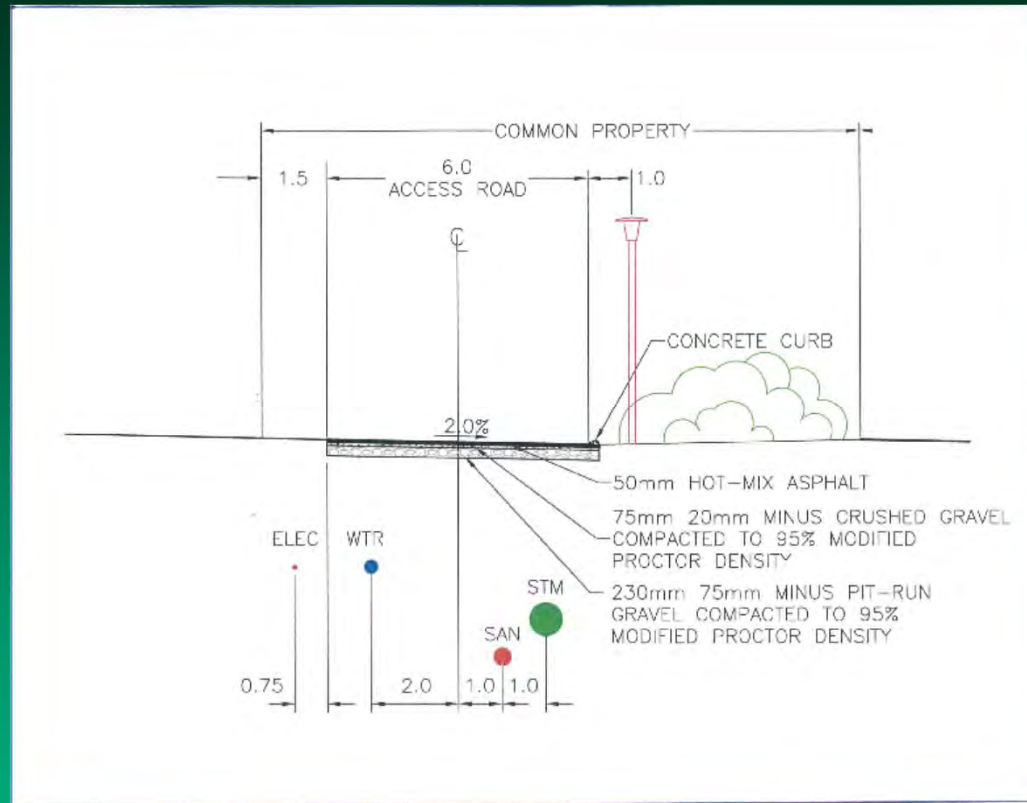 COMMON PROPERTY
6.0
1.5
ACCESS ROAD
1.0
℄
CONCRETE CURB
2.0%
50mm HOT-MIX ASPHALT
75mm 20mm MINUS CRUSHED GRAVEL
COMPACTED TO 95% MODIFIED
PROCTOR DENSITY
ELEC WTR
230mm 75mm MINUS PIT-RUN
GRAVEL COMPACTED TO 95%
MODIFIED PROCTOR DENSITY
STM
SAN
0.75 2.0 1.0 1.0